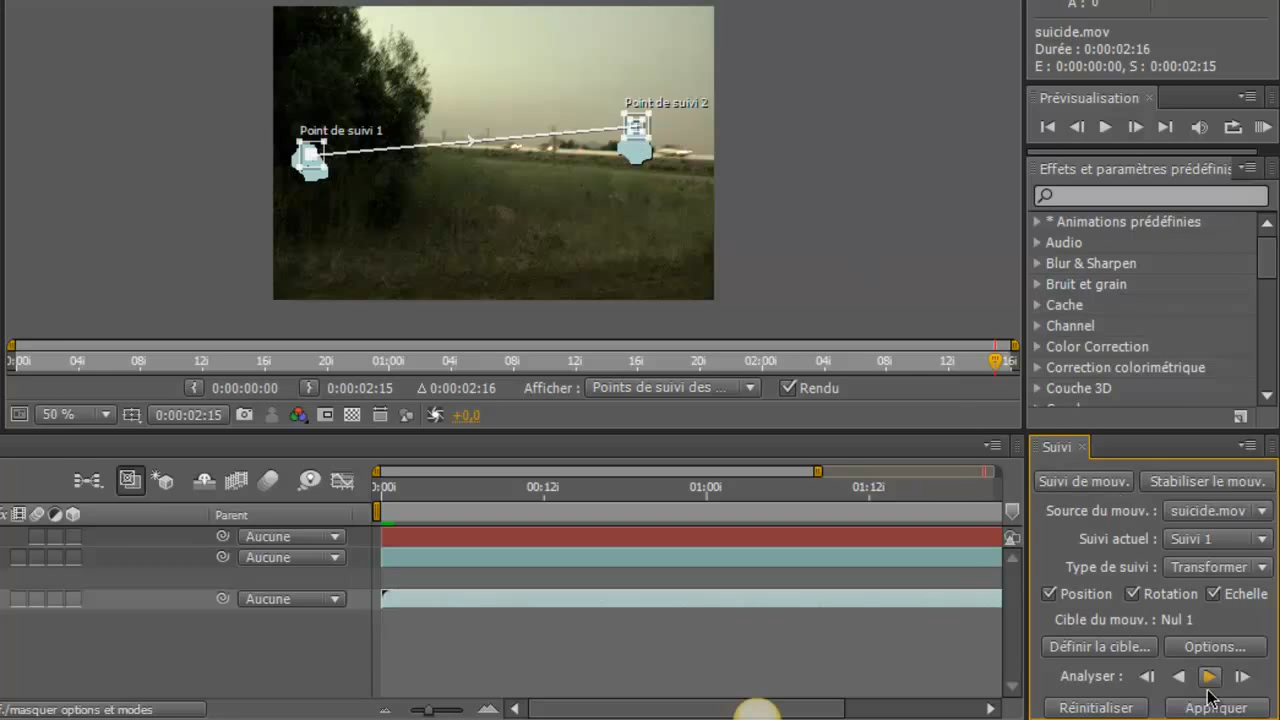 A : 0
suicide.mov
Durée : 0:00:02:16
E : 0:00:00:00, S : 0:00:02:15
Prévisualisation
Point de suivi 2
Point de suivi 1
Effets et paramètres prédéfinis
* Animations prédéfinies
Audio
Blur & Sharpen
Bruit et grain
Cache
Channel
Color Correction
Correction colorimétrique
Couche 3D
0:00i 04i 08i 12i 16i 20i 01:00i 04i 08i 12i 16i 20i 02:00i 04i 08i 12i 16i
0:00:00:00 0:00:02:15 Δ 0:00:02:16 Afficher : Points de suivi des ... Rendu
50 % 0:00:02:15 +0,0
Suivi
Suivi de mouv. Stabiliser le mouv.
0:00i 00:12i 01:00i 01:12i
Source du mouv. : suicide.mov
Parent
Aucune
Suivi actuel : Suivi 1
Aucune
Type de suivi : Transformer
Aucune
Position Rotation Echelle
Cible du mouv. : Nul 1
Définir la cible... Options...
Analyser :
Réinitialiser Appliquer
/masquer options et modes